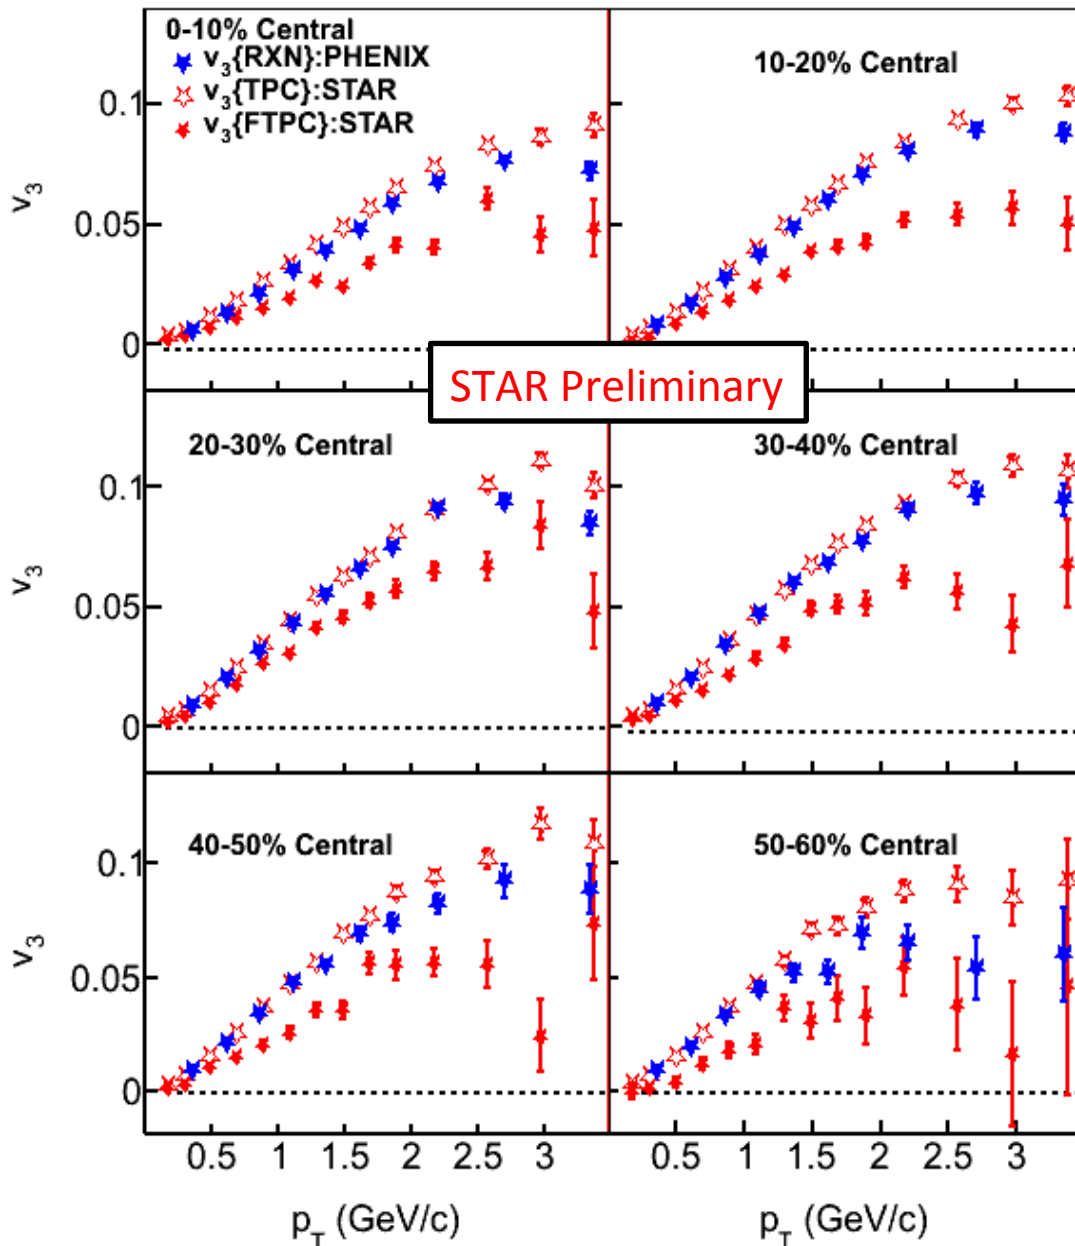 0-10% Central
v3{RXN}:PHENIX
v3{TPC}:STAR
v3{FTPC}:STAR
10-20% Central
0.1
v3
0.05
0
STAR Preliminary
20-30% Central
30-40% Central
0.1
v3
0.05
0
40-50% Central
50-60% Central
0.1
v3
0.05
0
0.5 1 1.5 2 2.5 3 0.5 1 1.5 2 2.5 3
pT (GeV/c) pT (GeV/c)